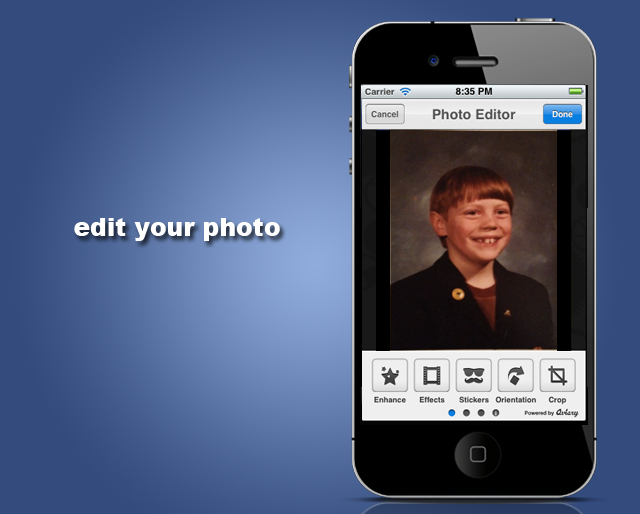 edit your photo
Carrier 8:35 PM
Cancel Photo Editor Done
Enhance Effects Stickers Orientation Crop
Powered by Aviary